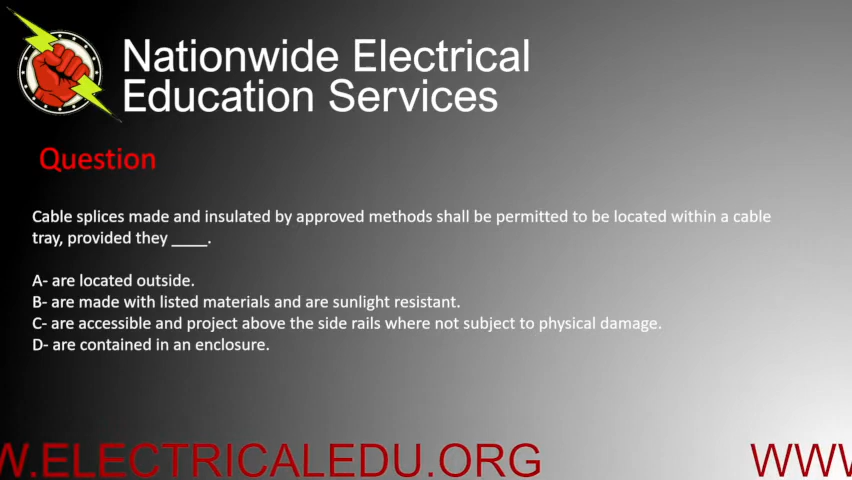 Nationwide Electrical
Education Services
Question
Cable splices made and insulated by approved methods shall be permitted to be located within a cable
tray, provided they ____.
A- are located outside.
B- are made with listed materials and are sunlight resistant.
C- are accessible and project above the side rails where not subject to physical damage.
D- are contained in an enclosure.
W.ELECTRICALEDU.ORG WWW